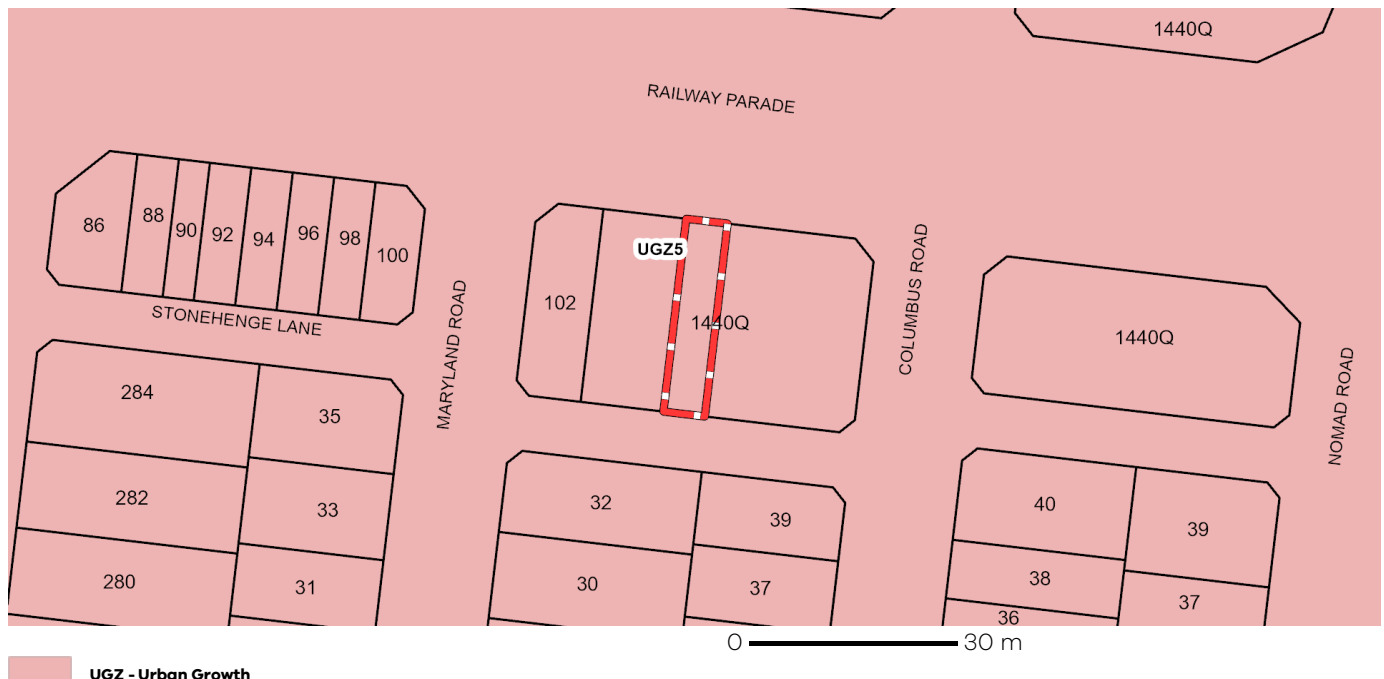 1440Q
RAILWAY PARADE
86
88
90
92
94
96
98
100
STONEHENGE LANE
MARYLAND ROAD
102
UGZ5
1440Q
COLUMBUS ROAD
1440Q
NOMAD ROAD
284
35
282
33
280
31
32
39
30
37
40
39
38
37
36
0 30 m
UGZ - Urban Growth